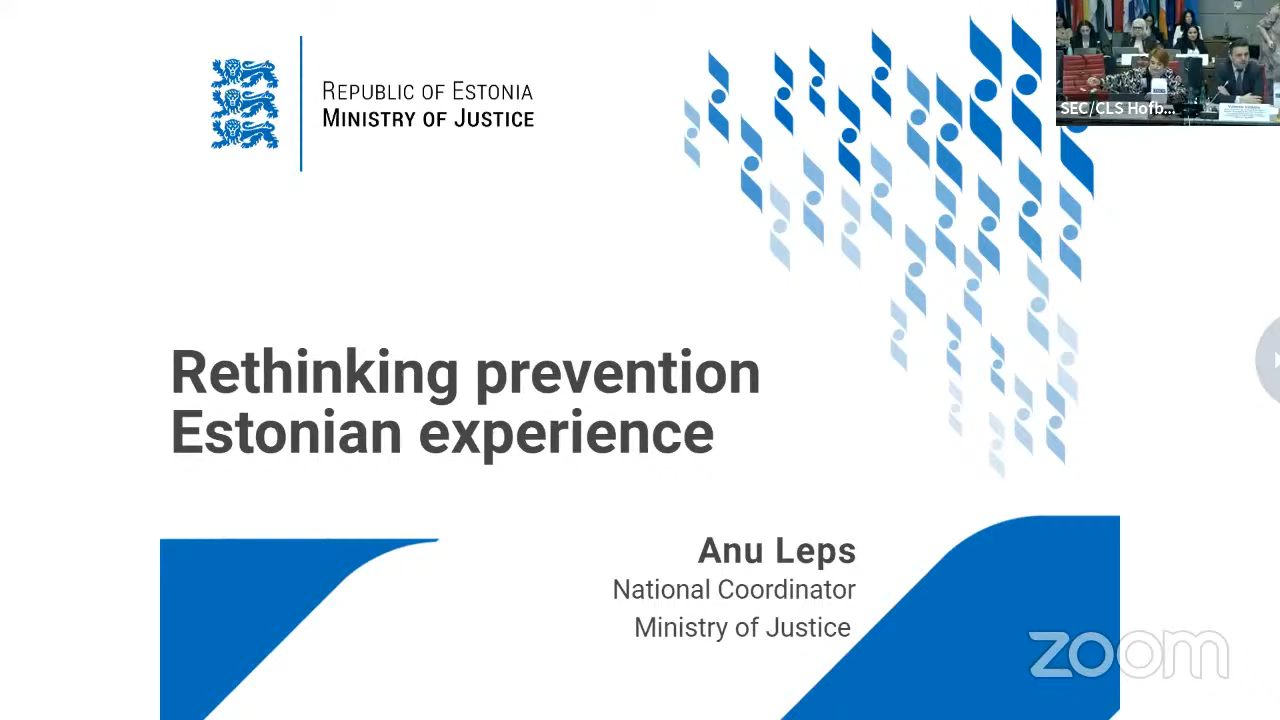 REPUBLIC OF ESTONIA
MINISTRY OF JUSTICE
SEC/CLS Hofb...
Rethinking prevention
Estonian experience
Anu Leps
National Coordinator
Ministry of Justice
zoom